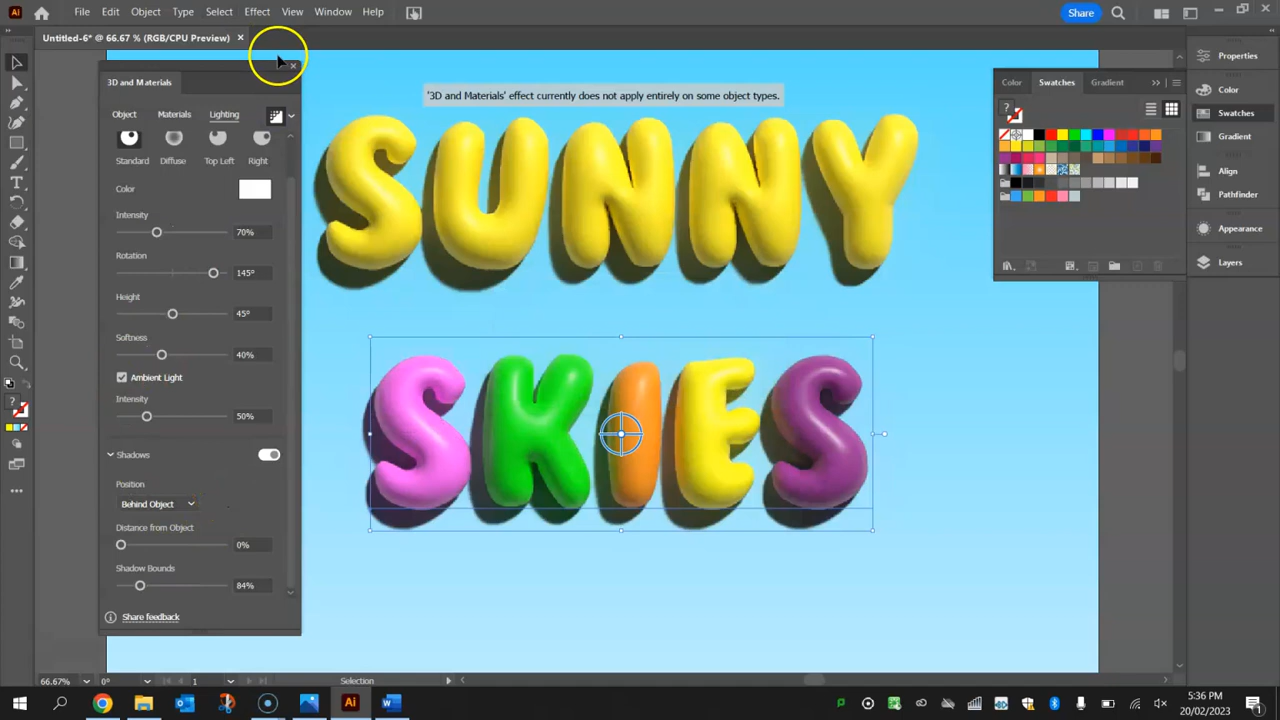 Ai File Edit Object Type Select Effect View Window Help Share
Untitled-6* @ 66.67 % (RGB/CPU Preview) ×
3D and Materials
Object Materials Lighting
Standard Diffuse Top Left Right
Color
Intensity
70%
Rotation
145°
Height
45°
Softness
40%
Ambient Light
Intensity
50%
Shadows
Position
Behind Object
Distance from Object
0%
Shadow Bounds
84%
Share feedback
'3D and Materials' effect currently does not apply entirely on some object types.
SUNNY
SKIES
Color Swatches Gradient
Properties
Color
Swatches
Gradient
Align
Pathfinder
Appearance
Layers
66.67% 0° 1 Selection
5:36 PM
20/02/2023